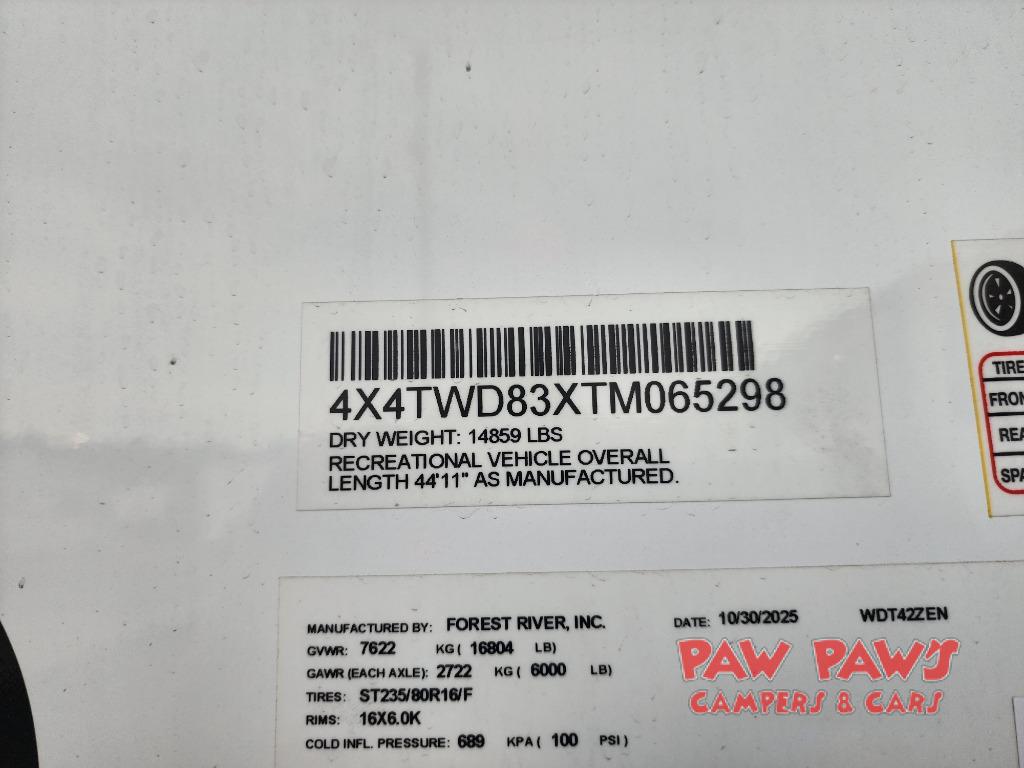 4X4TWD83XTM065298
DRY WEIGHT: 14859 LBS
RECREATIONAL VEHICLE OVERALL
LENGTH 44'11" AS MANUFACTURED.
TIRE
FRON
REA
SPA
MANUFACTURED BY: FOREST RIVER, INC. DATE: 10/30/2025 WDT42ZEN
GVWR: 7622 KG ( 16804 LB)
GAWR (EACH AXLE): 2722 KG ( 6000 LB)
TIRES: ST235/80R16/F
RIMS: 16X6.0K
COLD INFL. PRESSURE: 689 KPA ( 100 PSI )
PAW PAW'S
CAMPERS & CARS